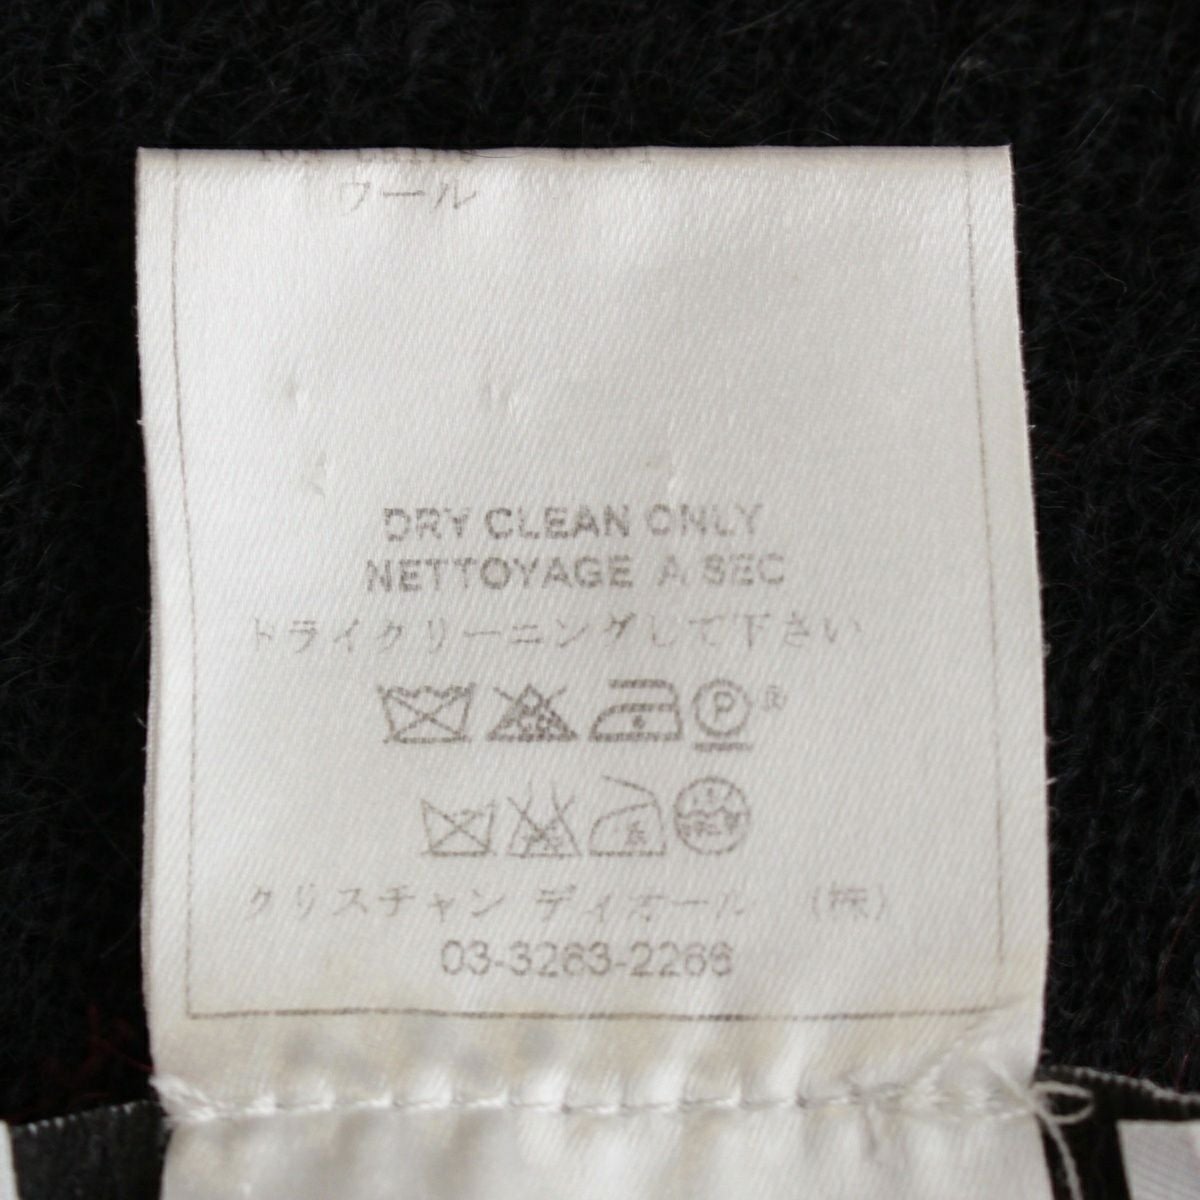 ウール
DRY CLEAN ONLY
NETTOYAGE A SEC
ドライクリーニングして下さい
P ®
クリスチャン ディオール (株)
03-3263-2266